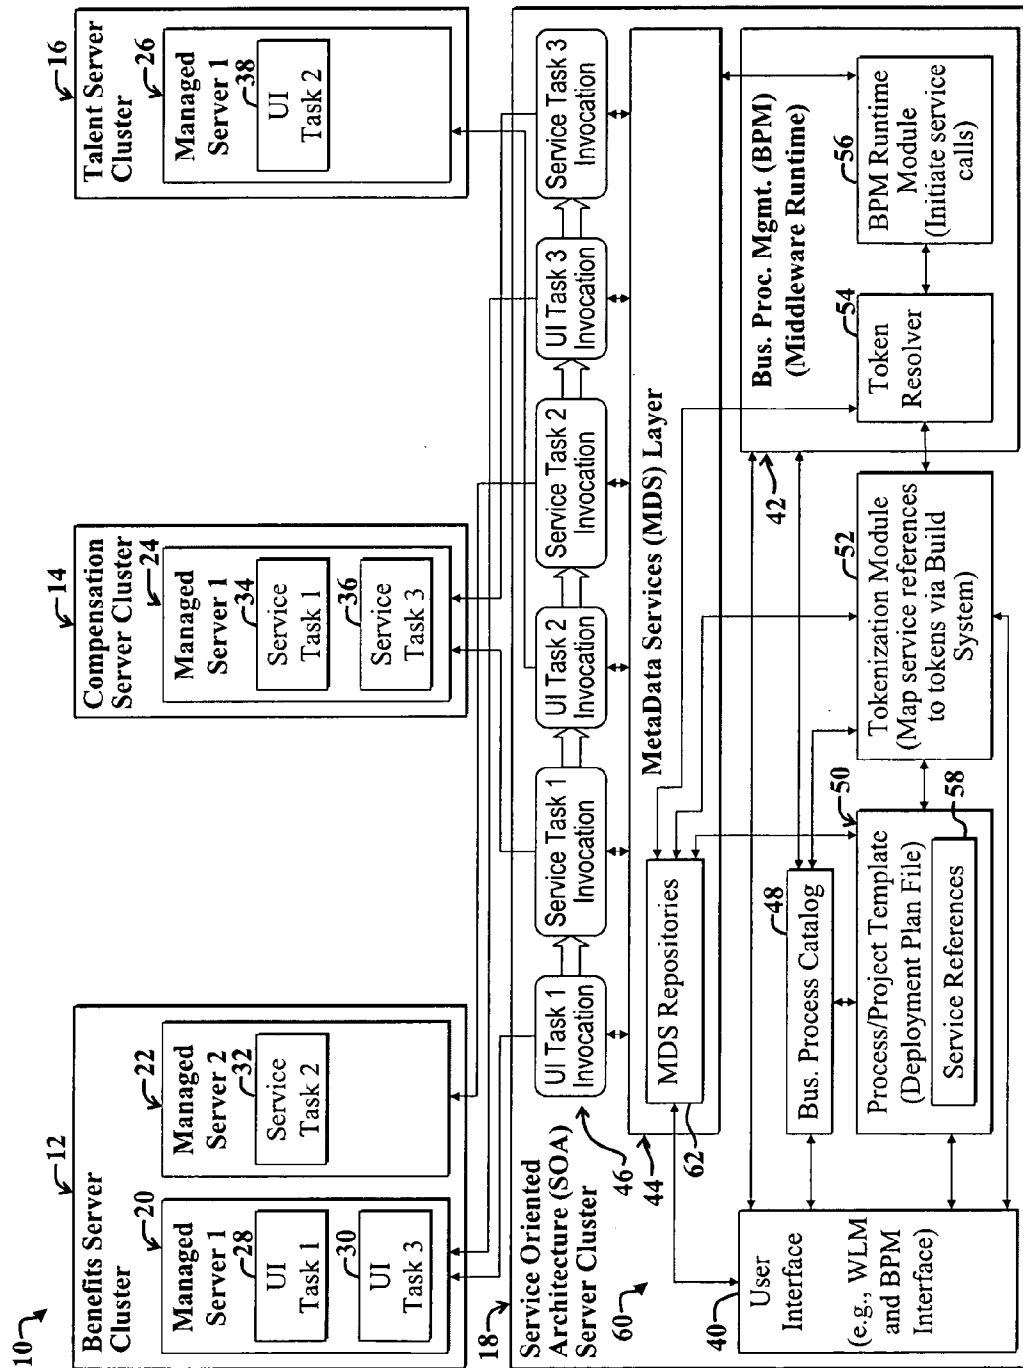 10
12
Benefits Server
Cluster
20
Managed
Server 1
28
UI
Task 1
30
UI
Task 3
22
Managed
Server 2
32
Service
Task 2
14
Compensation
Server Cluster
24
Managed
Server 1
34
Service
Task 1
36
Service
Task 3
16
Talent Server
Cluster
26
Managed
Server 1
38
UI
Task 2
18
Service Oriented
Architecture (SOA)
Server Cluster
46
UI Task 1
Invocation
Service Task 1
Invocation
UI Task 2
Invocation
Service Task 2
Invocation
UI Task 3
Invocation
Service Task 3
Invocation
44
MetaData Services (MDS) Layer
62
MDS Repositories
60
40
User
Interface
(e.g., WLM
and BPM
Interface)
48
Bus. Process Catalog
50
Process/Project Template
(Deployment Plan File)
58
Service References
52
Tokenization Module
(Map service references
to tokens via Build
System)
42
Bus. Proc. Mgmt. (BPM)
(Middleware Runtime)
54
Token
Resolver
56
BPM Runtime
Module
(Initiate service
calls)